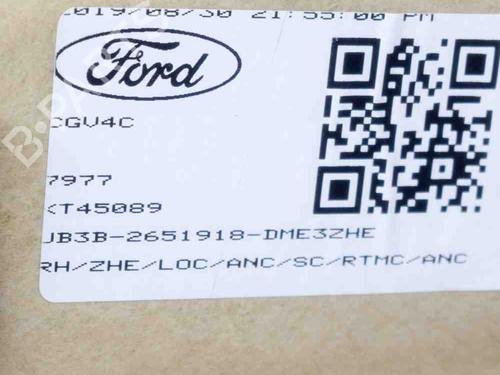 2019/08/30 21:55:00 PM
Ford
CGV4C
7977
KT45089
JB3B-2651918-DME3ZHE
RH/ZHE/LOC/ANC/SC/RTMC/ANC